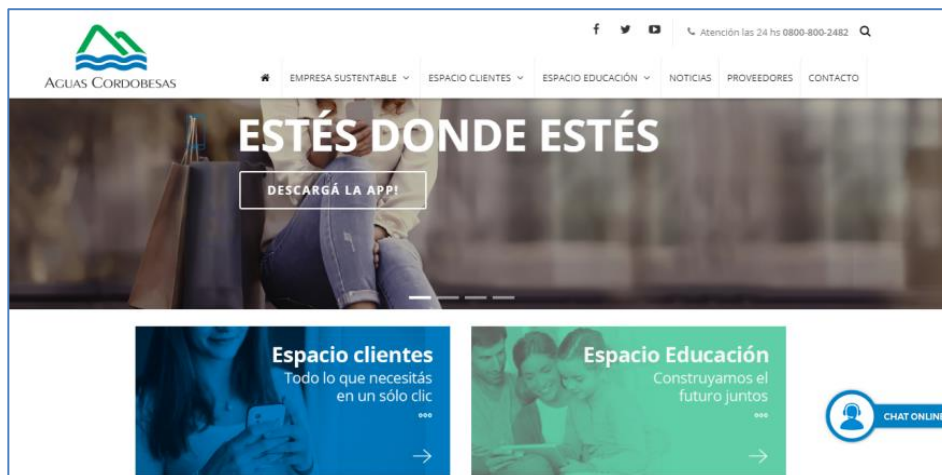 Atención las 24 hs 0800-800-2482
AGUAS CORDOBESAS
EMPRESA SUSTENTABLE
ESPACIO CLIENTES
ESPACIO EDUCACIÓN
NOTICIAS
PROVEEDORES
CONTACTO
ESTÉS DONDE ESTÉS
DESCARGÁ LA APP!
Espacio clientes
Todo lo que necesitás
en un sólo clic
Espacio Educación
Construyamos el
futuro juntos
CHAT ONLINE